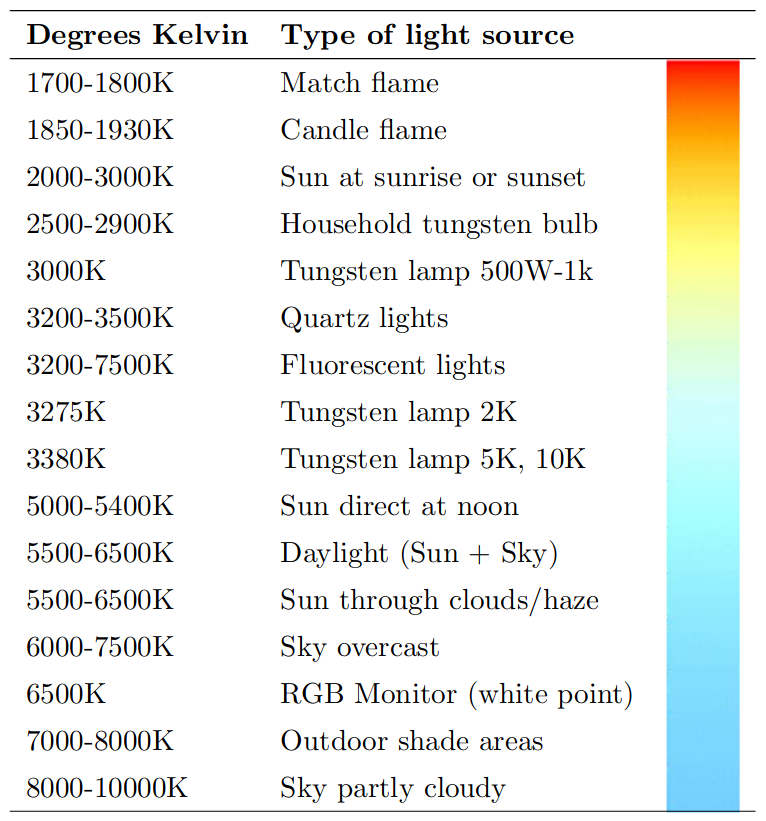 Degrees Kelvin Type of light source
1700-1800K Match flame
1850-1930K Candle flame
2000-3000K Sun at sunrise or sunset
2500-2900K Household tungsten bulb
3000K Tungsten lamp 500W-1k
3200-3500K Quartz lights
3200-7500K Fluorescent lights
3275K Tungsten lamp 2K
3380K Tungsten lamp 5K, 10K
5000-5400K Sun direct at noon
5500-6500K Daylight (Sun + Sky)
5500-6500K Sun through clouds/haze
6000-7500K Sky overcast
6500K RGB Monitor (white point)
7000-8000K Outdoor shade areas
8000-10000K Sky partly cloudy